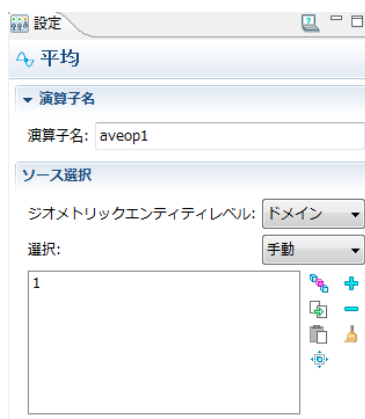 設定
平均
演算子名
演算子名: aveop1
ソース選択
ジオメトリックエンティティレベル: ドメイン
選択: 手動
1